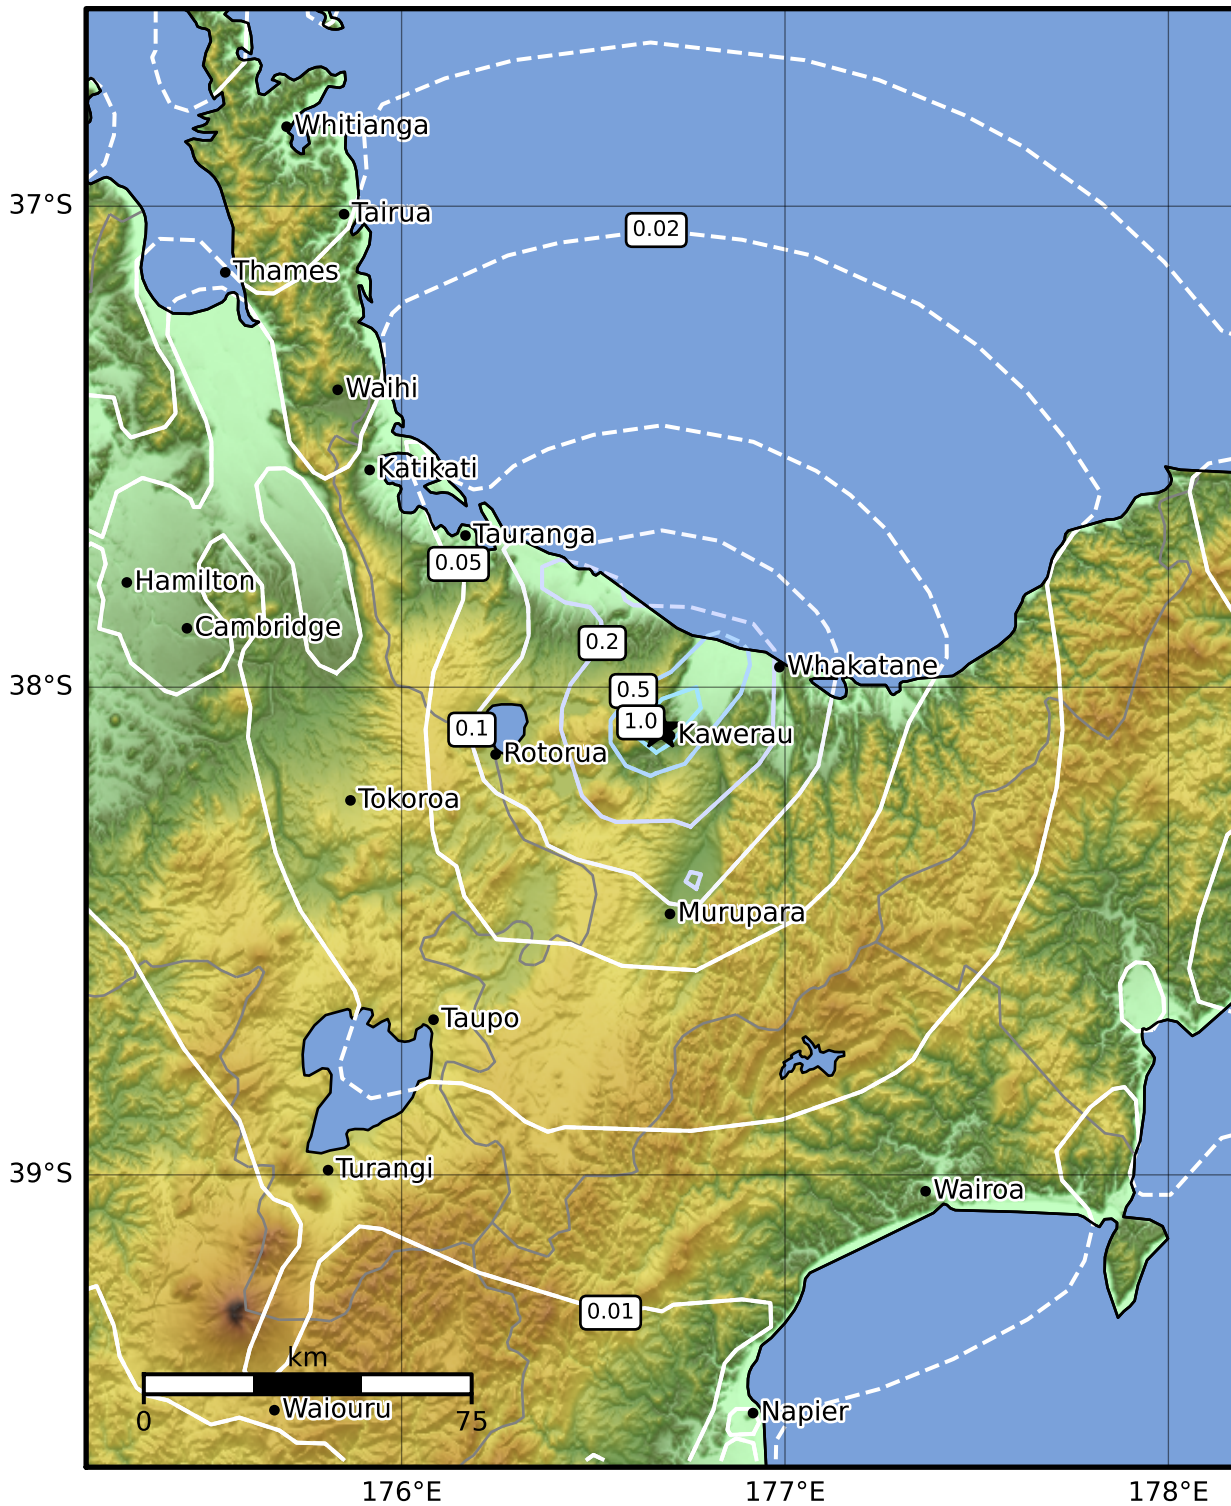 Whitianga
37°S
Tairua
0.02
Thames
Waihi
Katikati
Tauranga
0.05
Hamilton
Cambridge
0.2
Whakatane
38°S
0.5
1.0
0.1
Kawerau
Rotorua
Tokoroa
Murupara
Taupo
39°S
Turangi
Wairoa
0.01
km
0
75
Waiouru
Napier
176°E
177°E
178°E